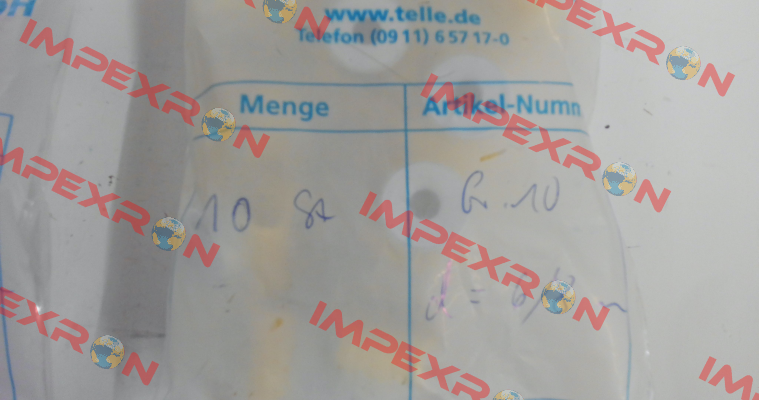 www.telle.de
Telefon (09 11) 6 57 17-0
Menge Artikel-Numm
10 St Gr. 10
d =
IMPEXRON
IMPEXRON
IMPEXRON
IMPEXRON
IMPEXRON
IMPEXRON